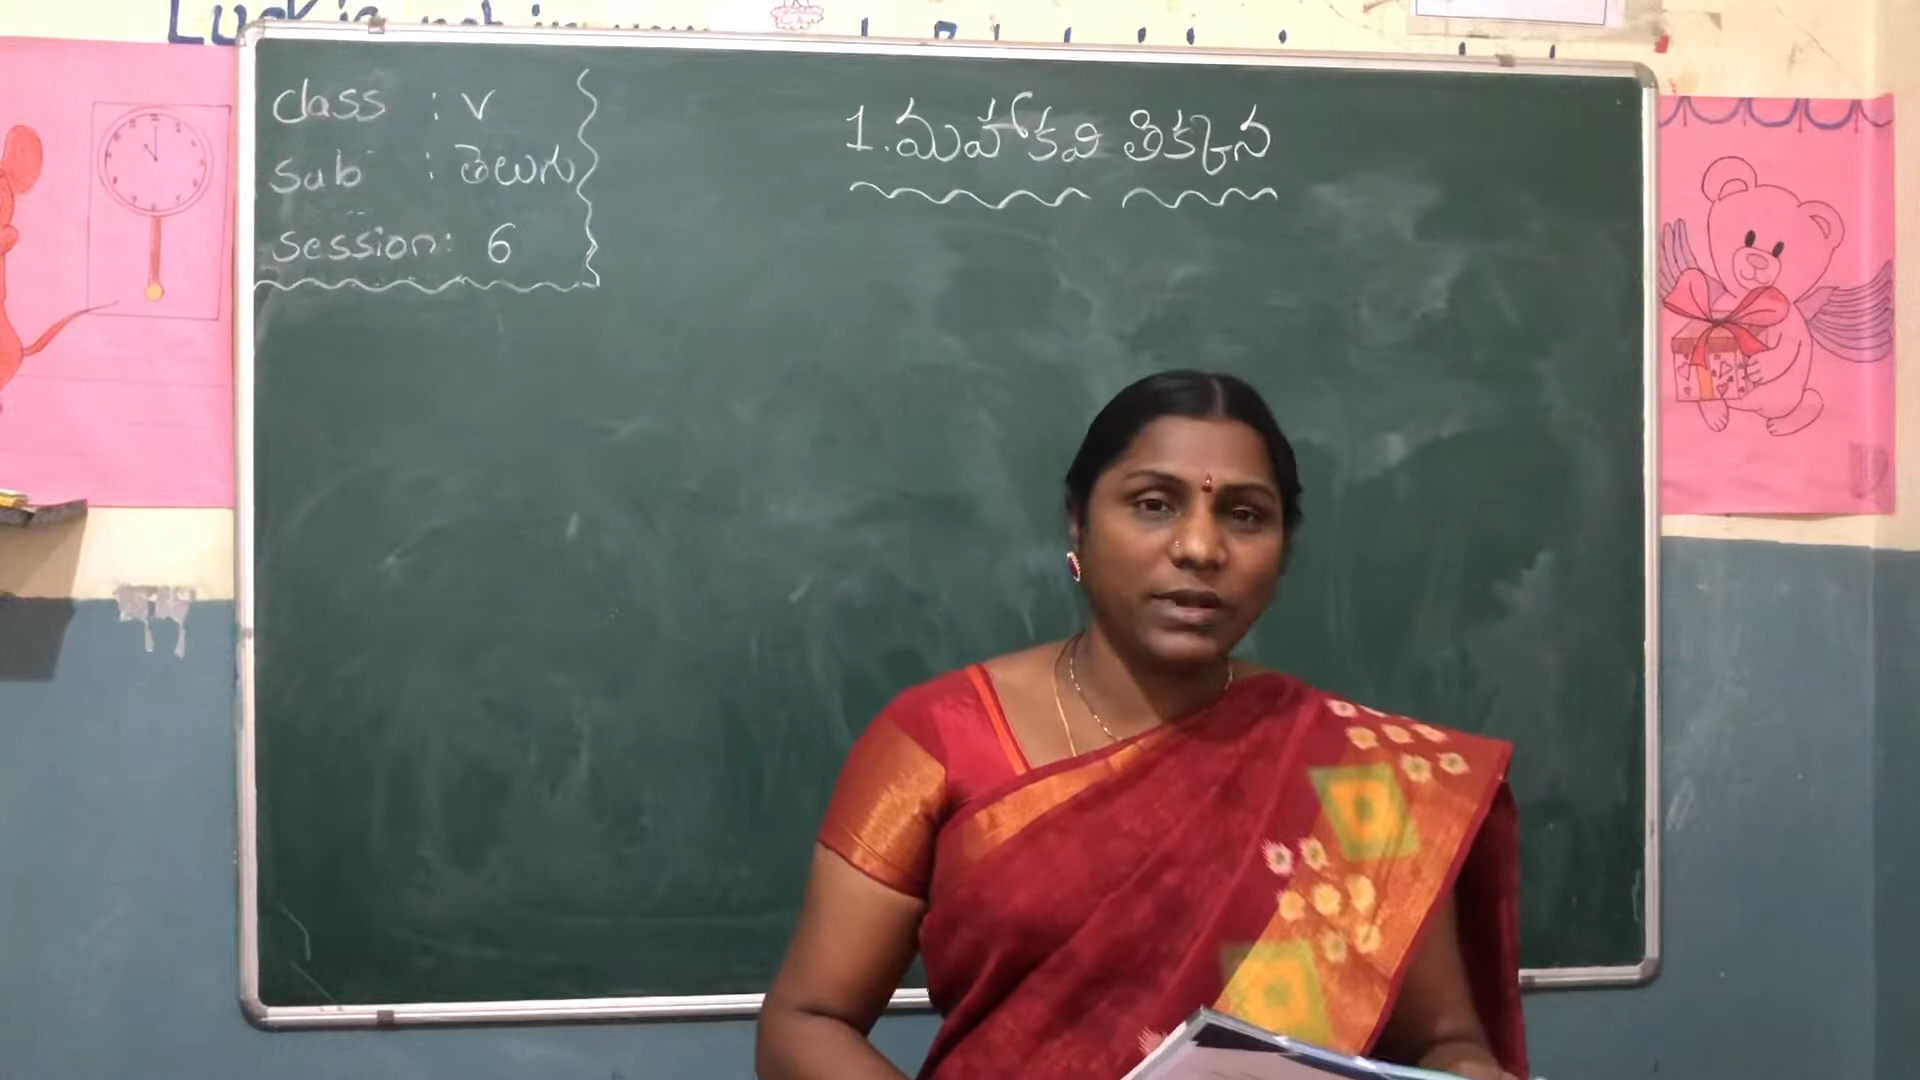 class : V
sub : తెలుగు
session: 6
1. మహాకవి తిక్కన